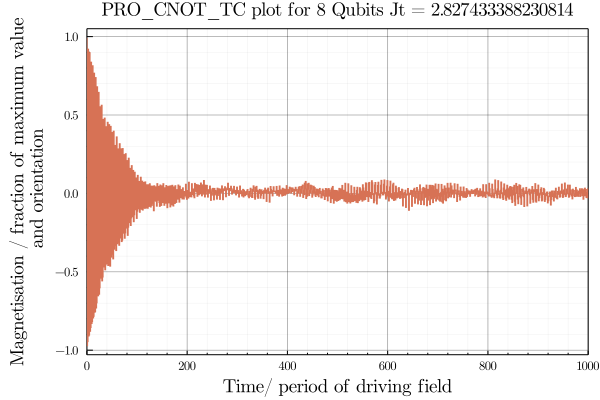 PRO_CNOT_TC plot for 8 Qubits Jt = 2.827433388230814
Magnetisation / fraction of maximum value
and orientation
1.0
0.5
0.0
−0.5
−1.0
0 200 400 600 800 1000
Time/ period of driving field